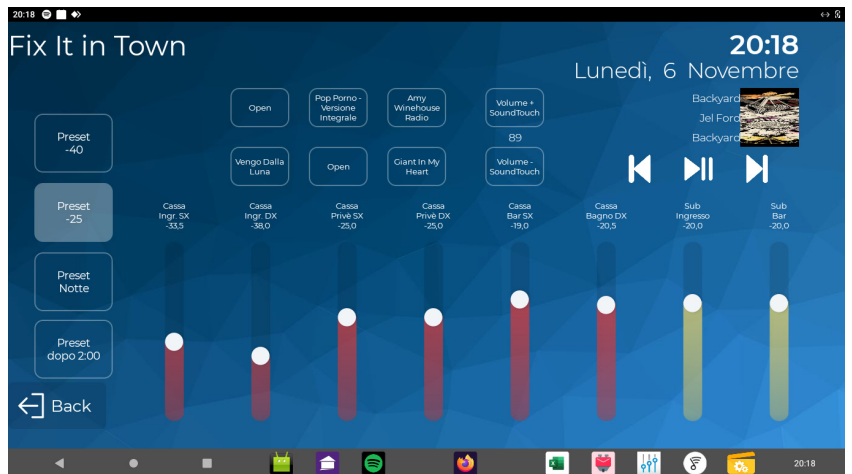 20:18
Fix It in Town
20:18
Lunedì, 6 Novembre
Open
Pop Porno -
Versione
Integrale
Amy
Winehouse
Radio
Volume +
SoundTouch
89
Backyard
Jel Ford
Backyard
Vengo Dalla
Luna
Open
Giant In My
Heart
Volume -
SoundTouch
Preset
-40
Preset
-25
Preset
Notte
Preset
dopo 2:00
Back
Cassa
Ingr. SX
-33,5
Cassa
Ingr. DX
-38,0
Cassa
Privè SX
-25,0
Cassa
Privè DX
-25,0
Cassa
Bar SX
-19,0
Cassa
Bagno DX
-20,5
Sub
Ingresso
-20,0
Sub
Bar
-20,0
20:18